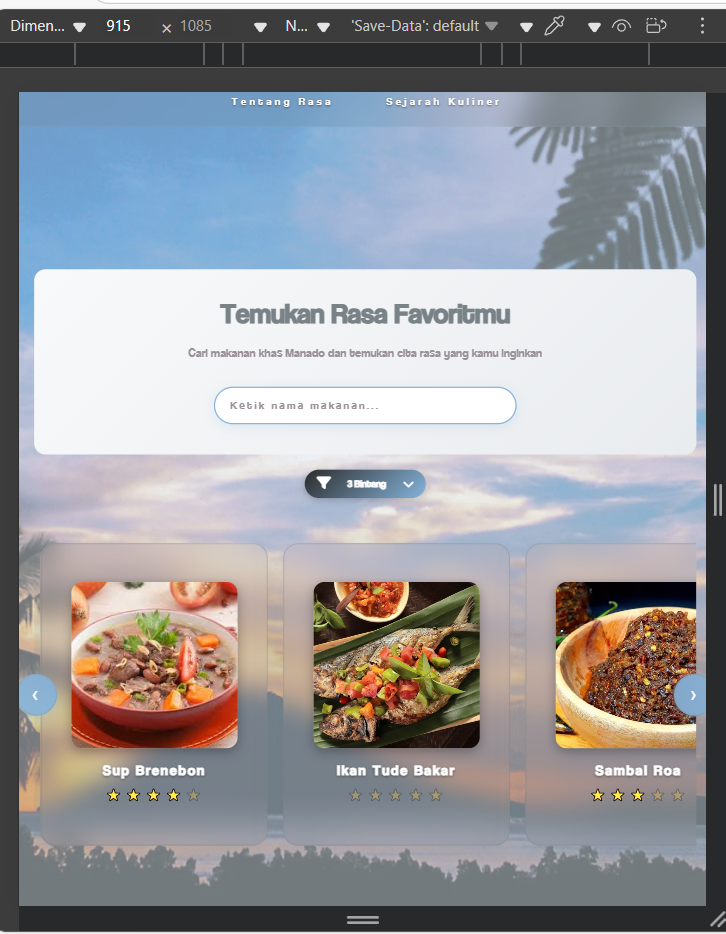 Dimen... 915 × 1085 N... 'Save-Data': default
Tentang Rasa Sejarah Kuliner
Temukan Rasa Favoritmu
Cari makanan khas Manado dan temukan cita rasa yang kamu inginkan
Ketik nama makanan...
3 Bintang
‹ ›
Sup Brenebon Ikan Tude Bakar Sambal Roa